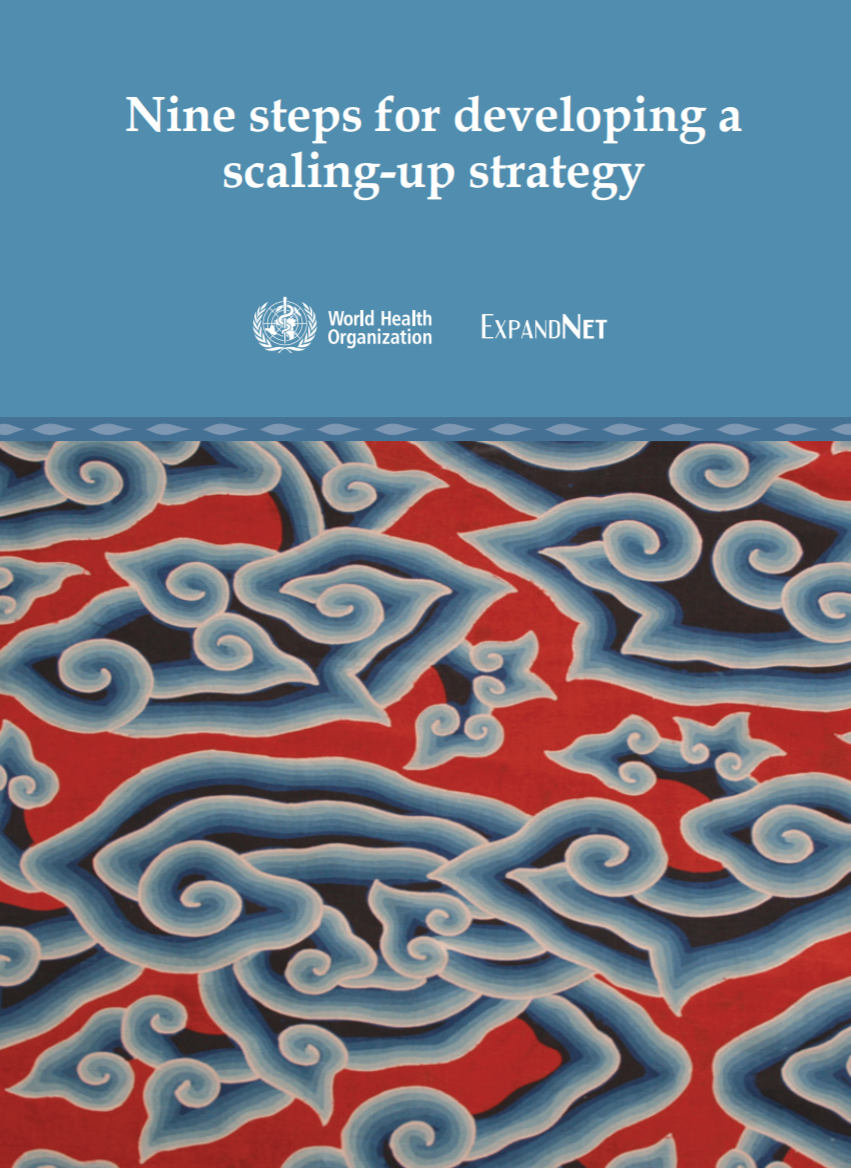 Nine steps for developing a
scaling-up strategy
World Health
Organization
EXPANDNET